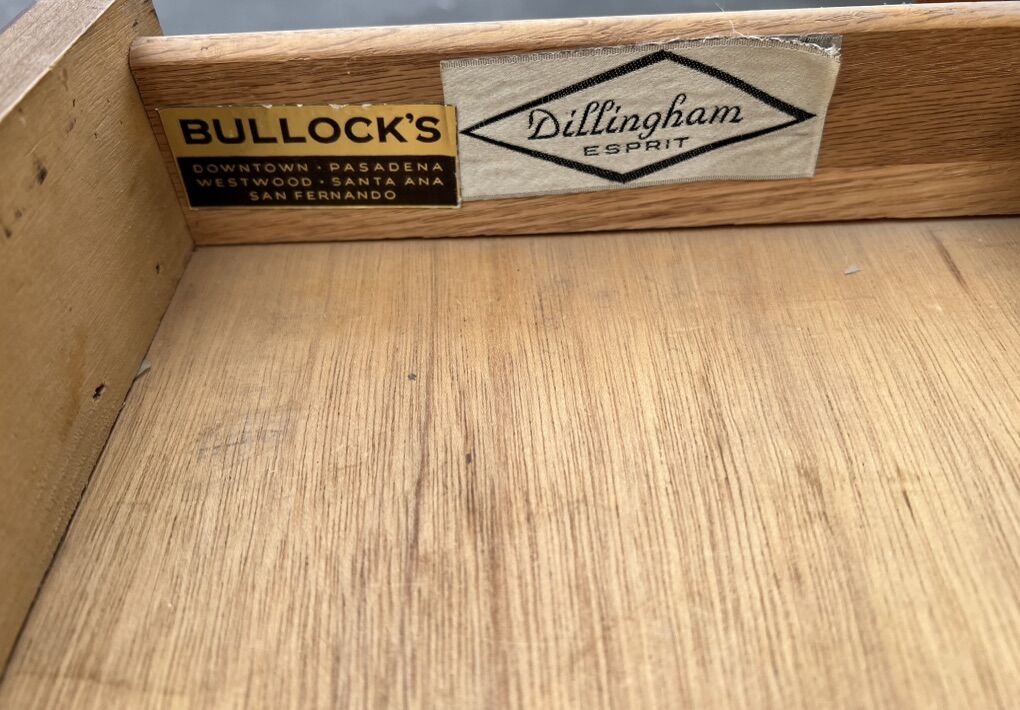 BULLOCK'S
DOWNTOWN · PASADENA
WESTWOOD · SANTA ANA
SAN FERNANDO
Dillingham
ESPRIT